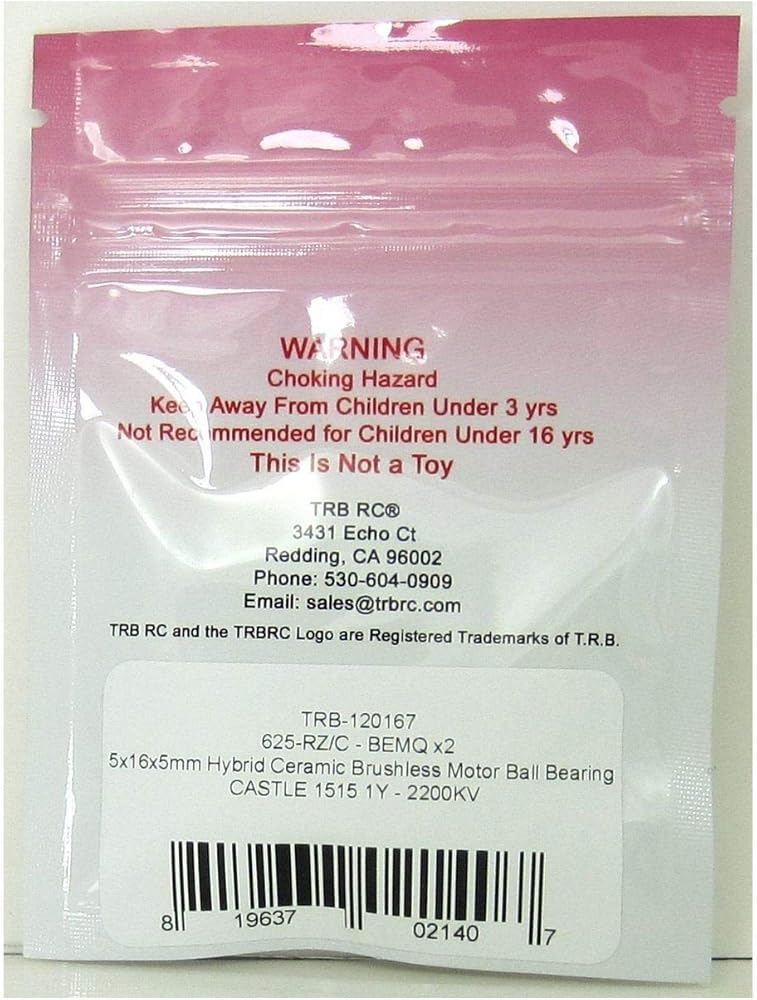 WARNING
Choking Hazard
Keep Away From Children Under 3 yrs
Not Recommended for Children Under 16 yrs
This Is Not a Toy
TRB RC®
3431 Echo Ct
Redding, CA 96002
Phone: 530-604-0909
Email: sales@trbrc.com
TRB RC and the TRBRC Logo are Registered Trademarks of T.R.B.
TRB-120167
625-RZ/C - BEMQ x2
5x16x5mm Hybrid Ceramic Brushless Motor Ball Bearing
CASTLE 1515 1Y - 2200KV
8 19637 02140 7